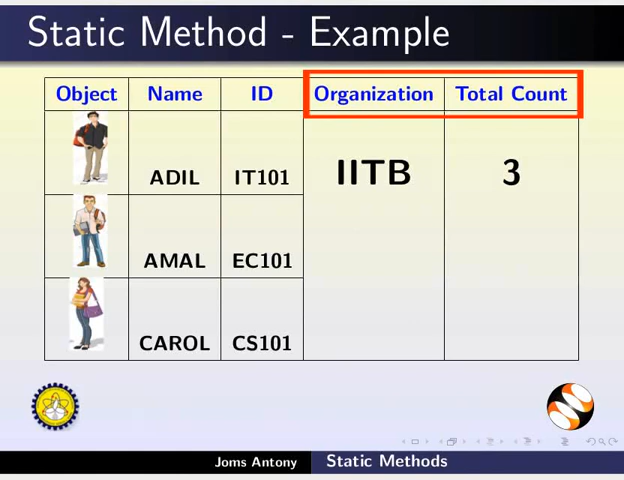 Static Method - Example
Object Name ID Organization Total Count
ADIL IT101 IITB 3
AMAL EC101
CAROL CS101
Joms Antony Static Methods